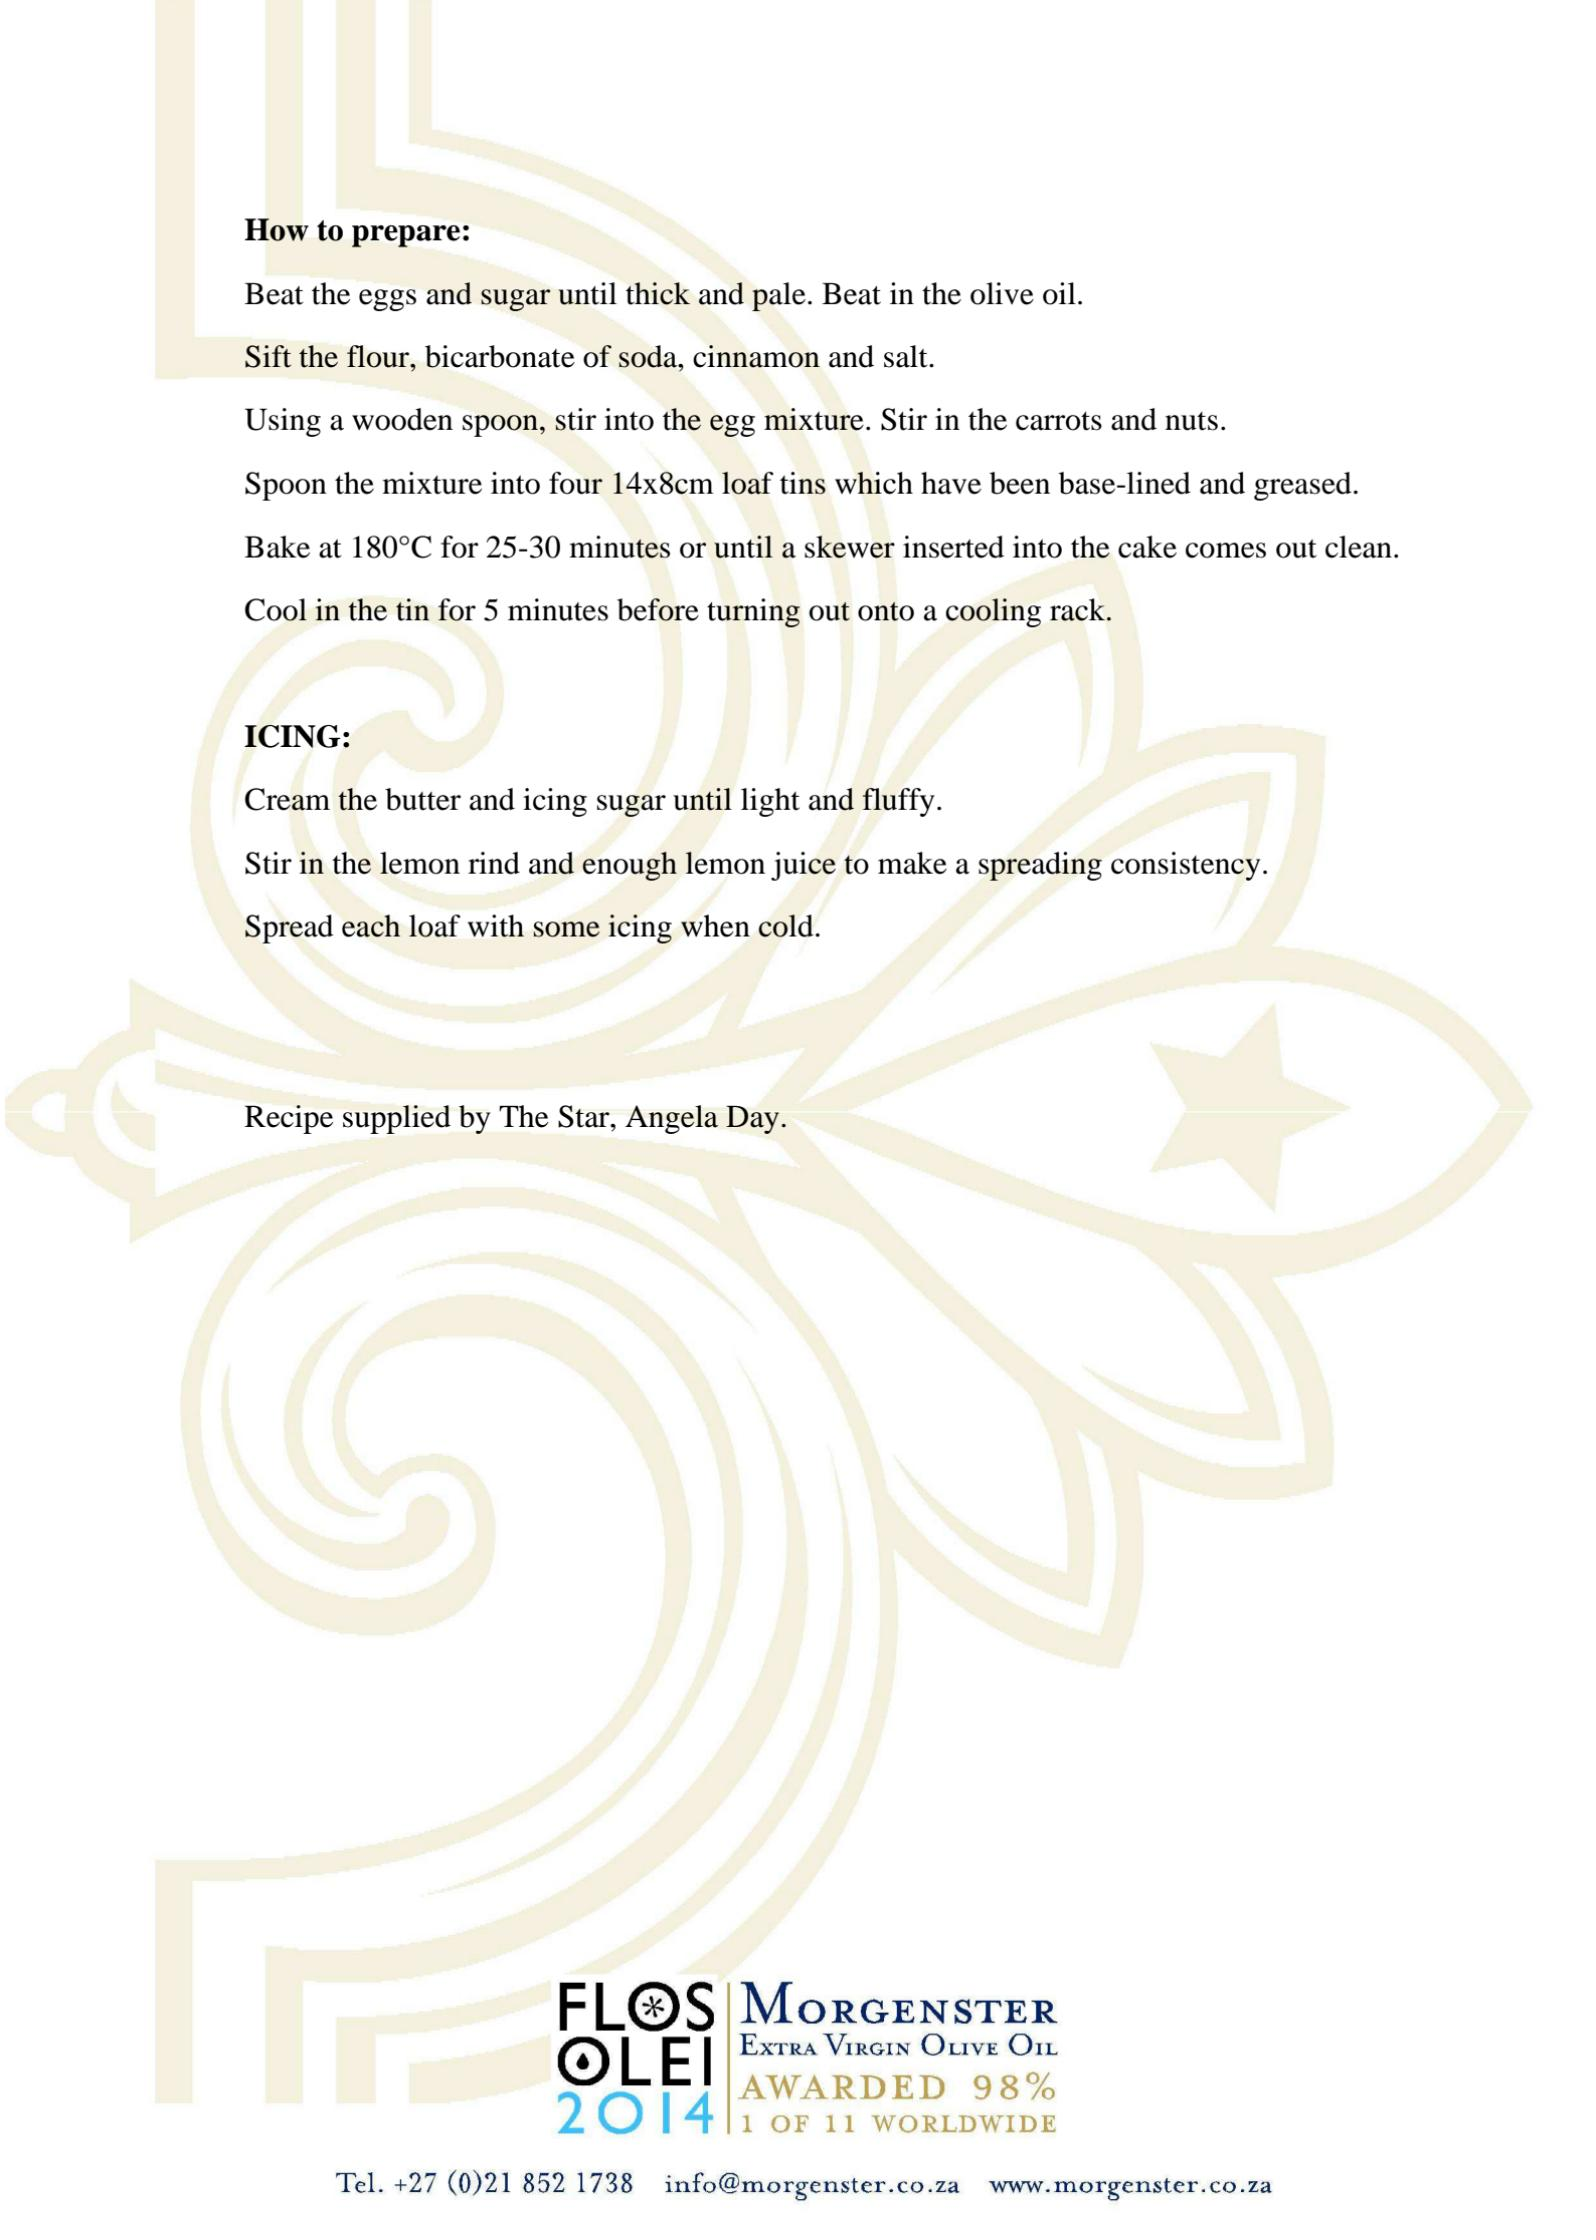 How to prepare:
Beat the eggs and sugar until thick and pale. Beat in the olive oil.
Sift the flour, bicarbonate of soda, cinnamon and salt.
Using a wooden spoon, stir into the egg mixture. Stir in the carrots and nuts.
Spoon the mixture into four 14x8cm loaf tins which have been base-lined and greased.
Bake at 180°C for 25-30 minutes or until a skewer inserted into the cake comes out clean.
Cool in the tin for 5 minutes before turning out onto a cooling rack.
ICING:
Cream the butter and icing sugar until light and fluffy.
Stir in the lemon rind and enough lemon juice to make a spreading consistency.
Spread each loaf with some icing when cold.
Recipe supplied by The Star, Angela Day.
FLOS
OLEI
2014
MORGENSTER
EXTRA VIRGIN OLIVE OIL
AWARDED 98%
1 OF 11 WORLDWIDE
Tel. +27 (0)21 852 1738 info@morgenster.co.za www.morgenster.co.za